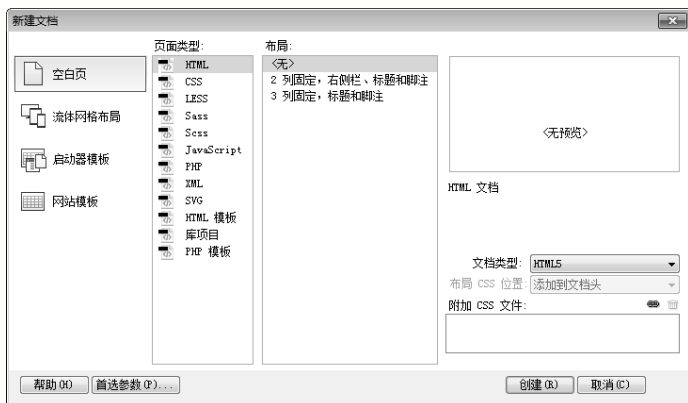 新建文档
空白页
流体网格布局
启动器模板
网站模板
页面类型:
HTML
CSS
LESS
Sass
Scss
JavaScript
PHP
XML
SVG
HTML 模板
库项目
PHP 模板
布局:
<无>
2 列固定，右侧栏、标题和脚注
3 列固定，标题和脚注
<无预览>
HTML 文档
文档类型: HTML5
布局 CSS 位置: 添加到文档头
附加 CSS 文件:
帮助(H) 首选参数(P)... 创建(R) 取消(C)